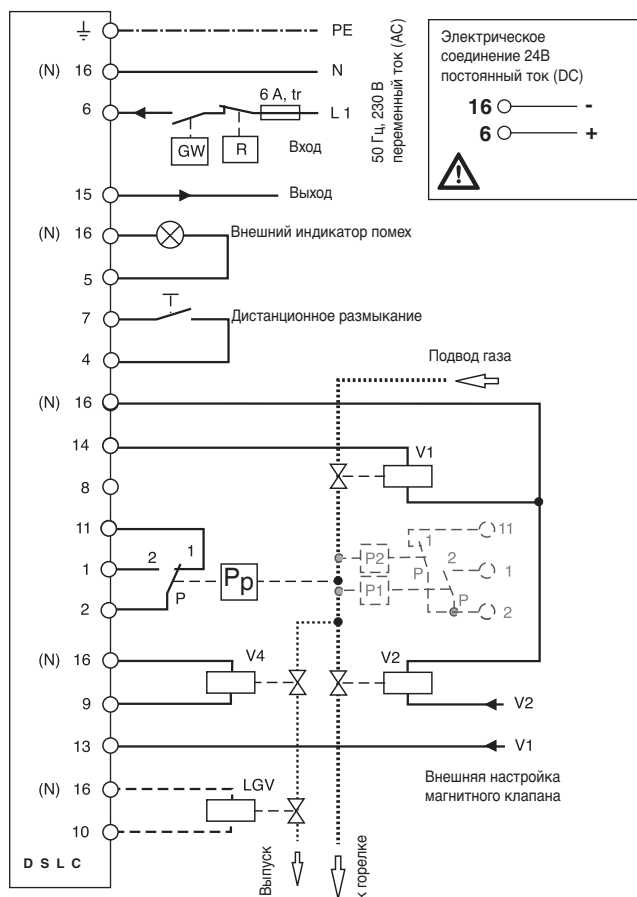 PE
(N) 16
N
6
6 A, tr
L 1
GW
R
Вход
50 Гц, 230 В
переменный ток (AC)
Электрическое
соединение 24В
постоянный ток (DC)
16 -
6 +
15
Выход
(N) 16
Внешний индикатор помех
5
7
Дистанционное размыкание
4
Подвод газа
(N) 16
14
V1
8
11
1
1
2
P
2
Pp
P2
P1
1
P
2
P
11
1
2
(N) 16
V4
V2
9
V2
13
V1
Внешняя настройка
магнитного клапана
(N) 16
LGV
10
D S L C
Выпуск
к горелке